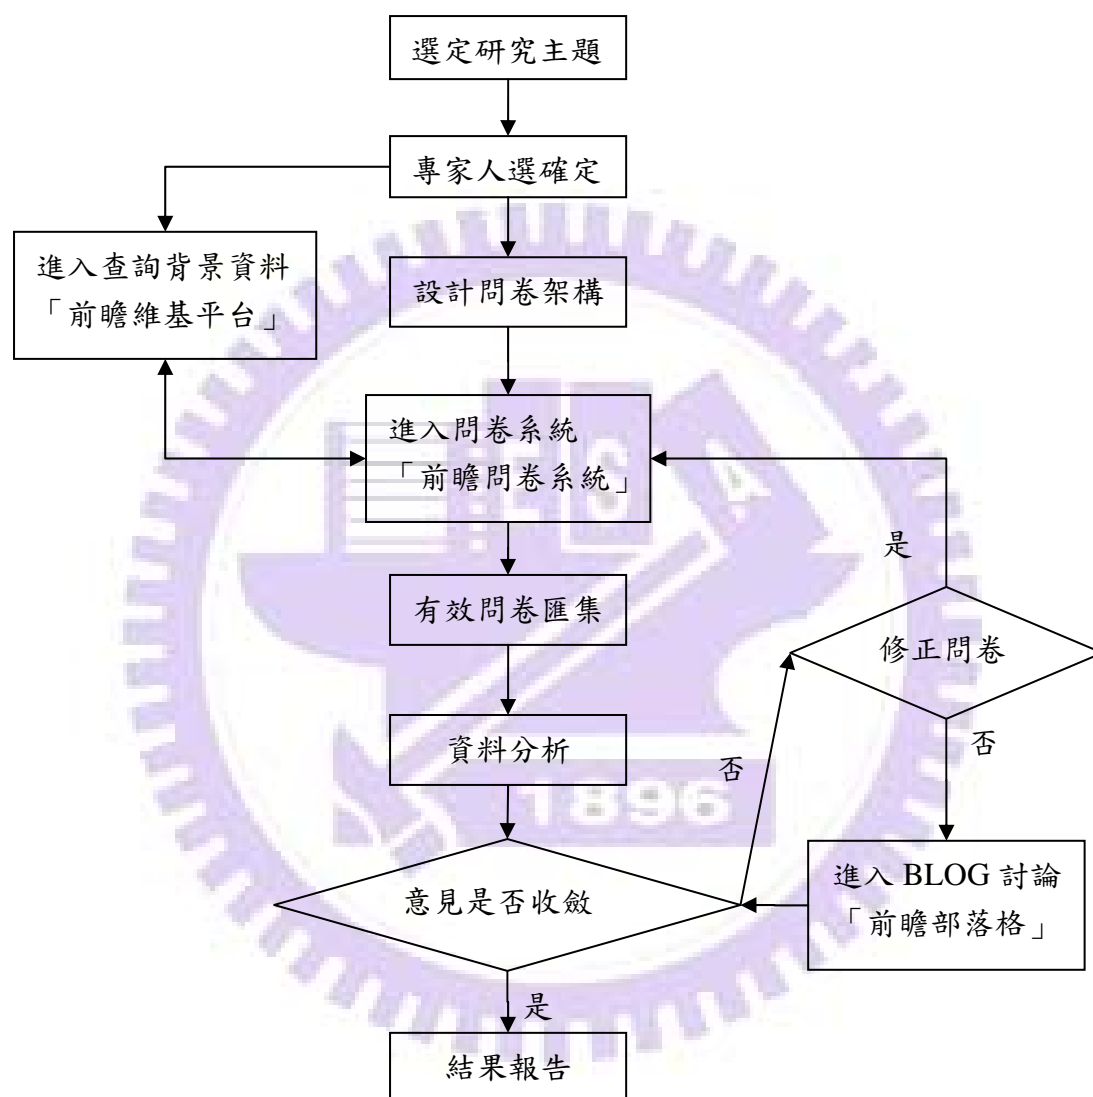 選定研究主題
專家人選確定
進入查詢背景資料
「前瞻維基平台」
設計問卷架構
進入問卷系統
「前瞻問卷系統」
是
有效問卷匯集
修正問卷
資料分析
否
否
1896
進入 BLOG 討論
「前瞻部落格」
意見是否收斂
是
結果報告